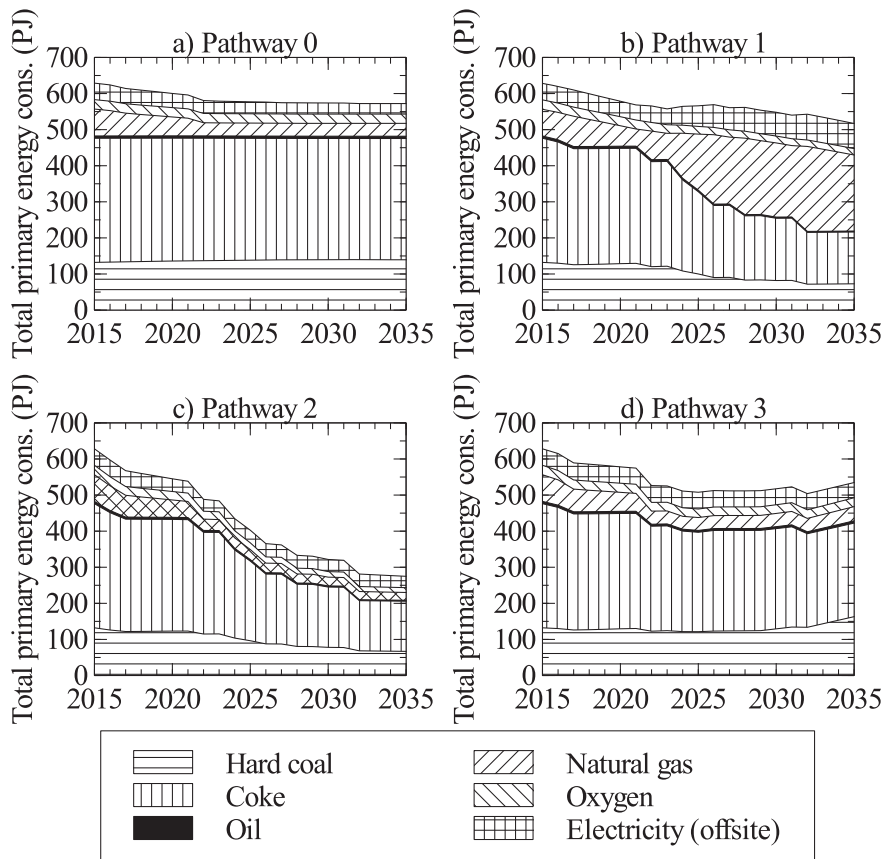 a) Pathway 0
Total primary energy cons. (PJ)
700
600
500
400
300
200
100
0
2015 2020 2025 2030 2035
b) Pathway 1
Total primary energy cons. (PJ)
700
600
500
400
300
200
100
0
2015 2020 2025 2030 2035
c) Pathway 2
Total primary energy cons. (PJ)
700
600
500
400
300
200
100
0
2015 2020 2025 2030 2035
d) Pathway 3
Total primary energy cons. (PJ)
700
600
500
400
300
200
100
0
2015 2020 2025 2030 2035
Hard coal
Coke
Oil
Natural gas
Oxygen
Electricity (offsite)